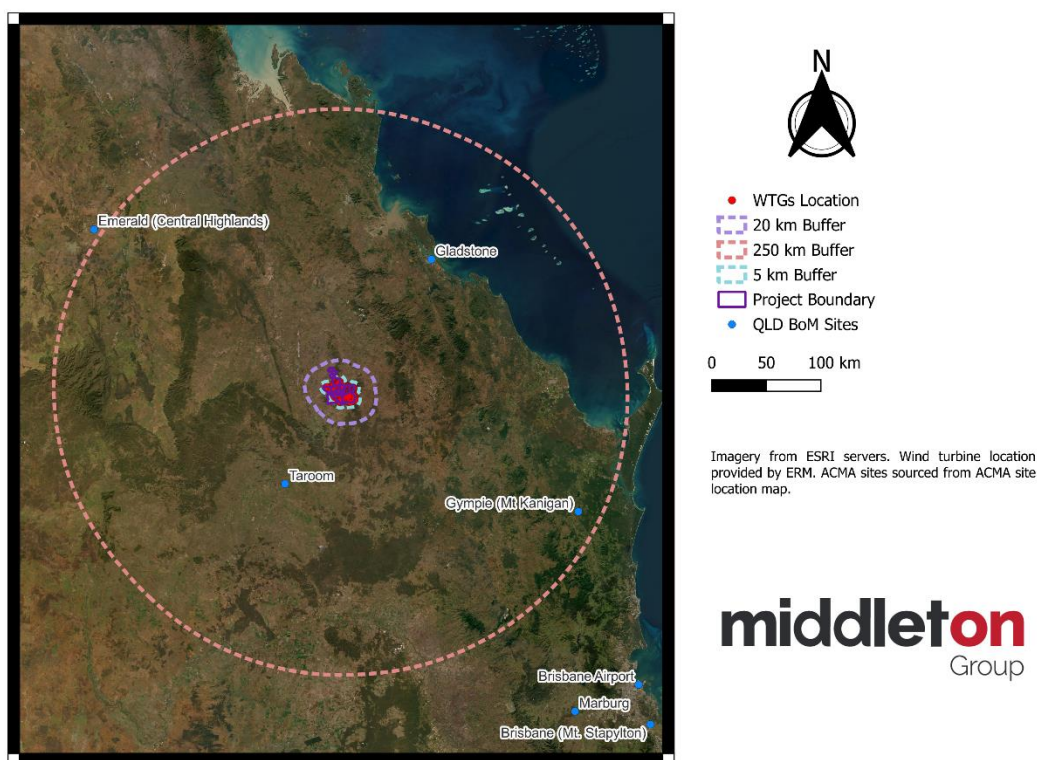 Emerald (Central Highlands)
Gladstone
Taroom
Gympie (Mt Kanigan)
Brisbane Airport
Marburg
Brisbane (Mt. Stapylton)
N
WTGs Location
20 km Buffer
250 km Buffer
5 km Buffer
Project Boundary
QLD BoM Sites
0 50 100 km
Imagery from ESRI servers. Wind turbine location
provided by ERM. ACMA sites sourced from ACMA site
location map.
middleton
Group